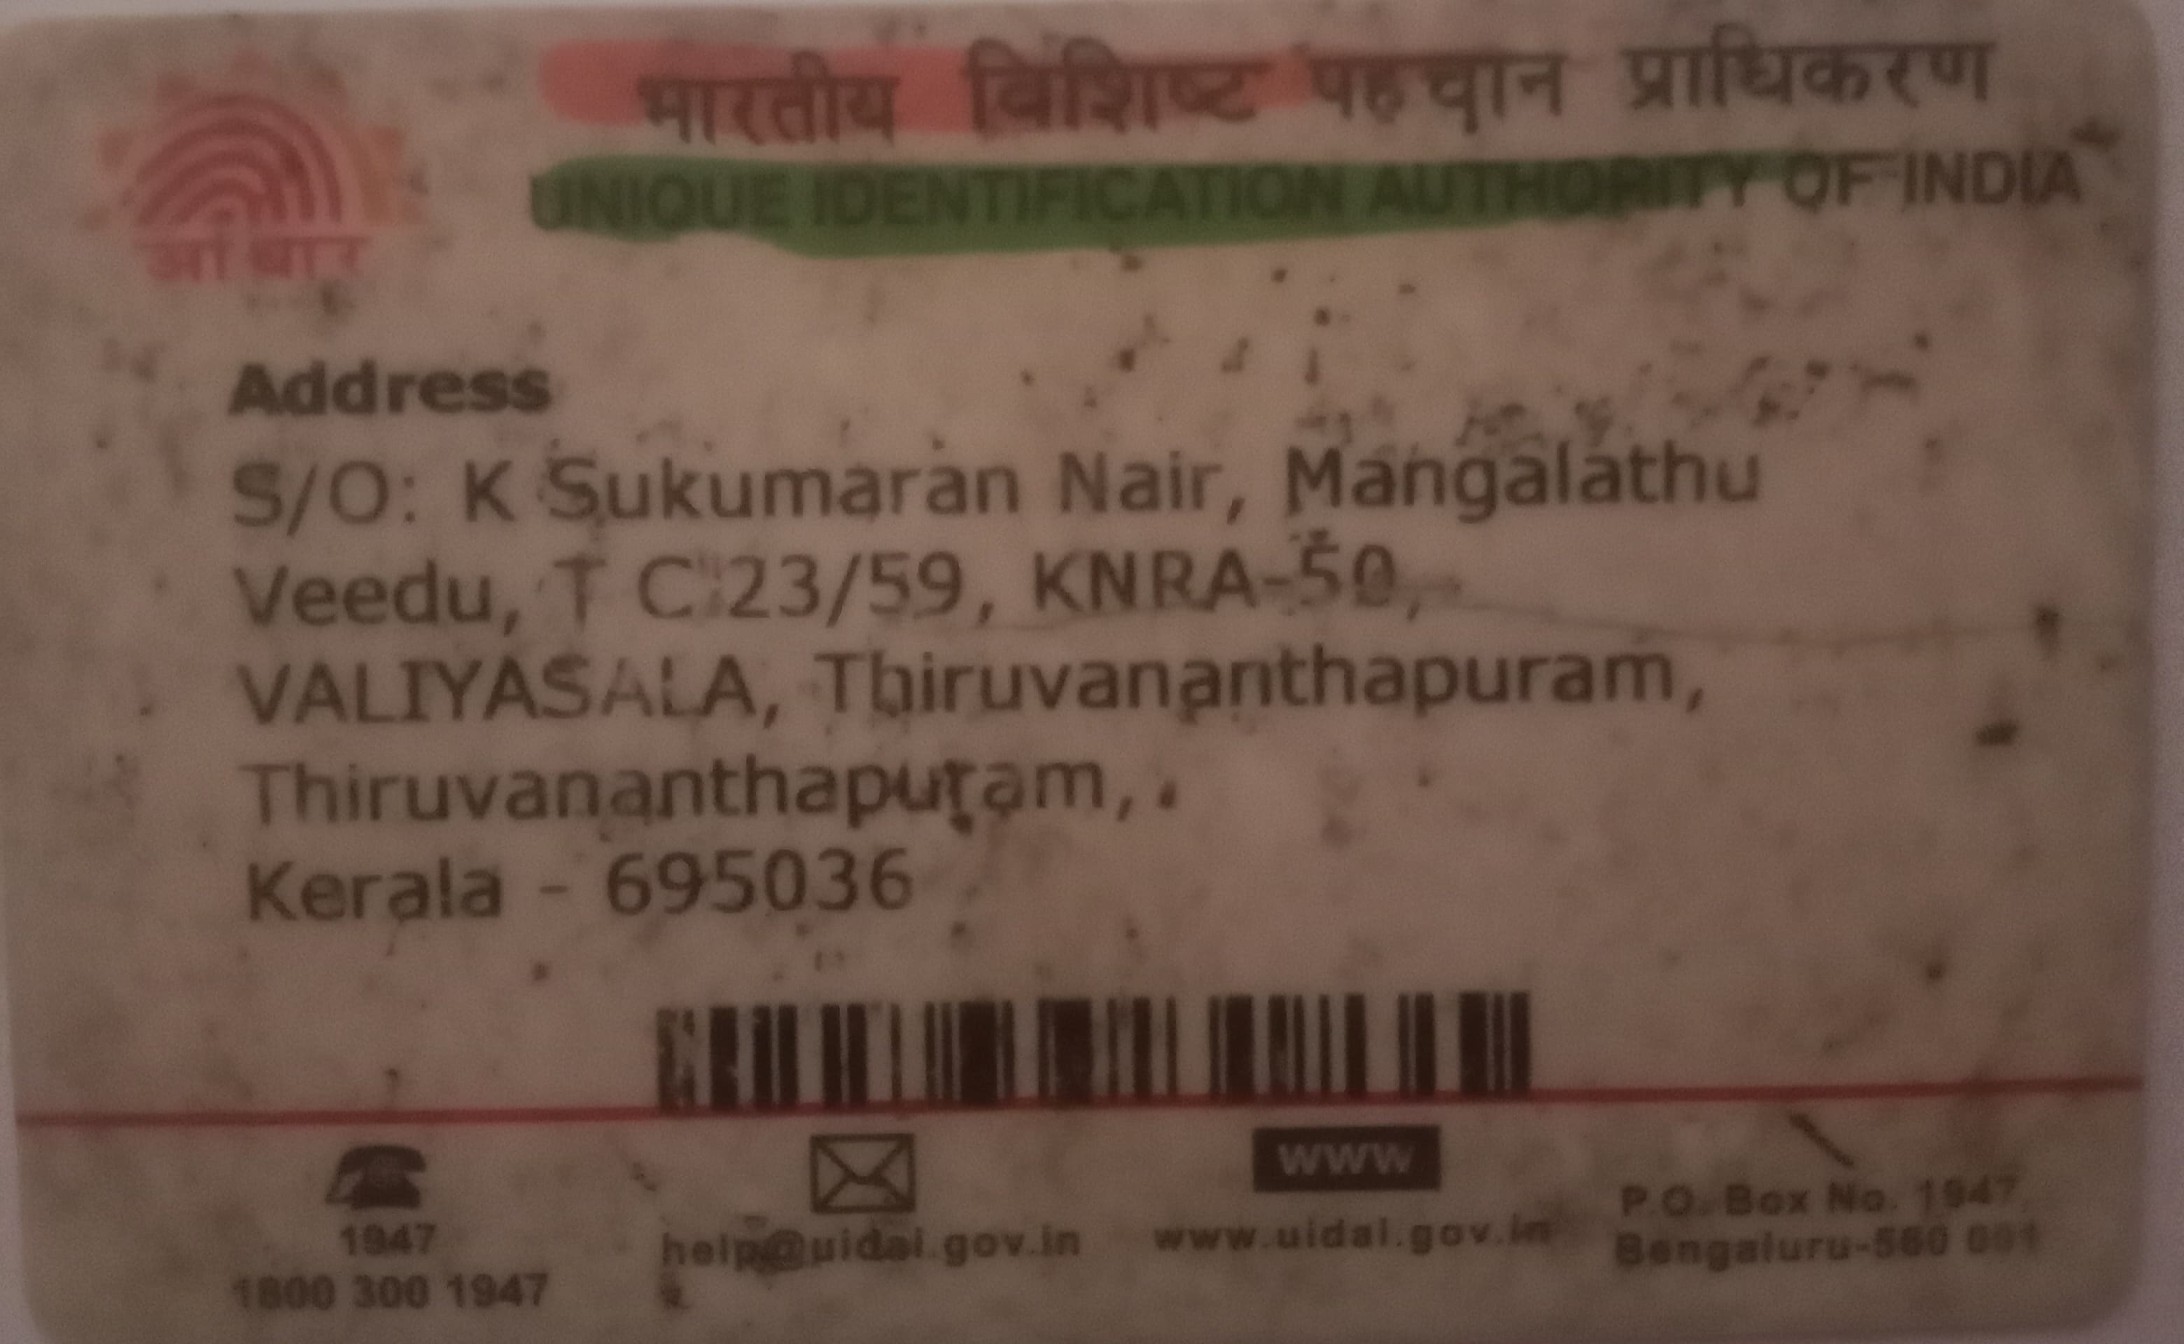 भारतीय विशिष्ट पहचान प्राधिकरण
UNIQUE IDENTIFICATION AUTHORITY OF INDIA
आधार
Address
S/O: K Sukumaran Nair, Mangalathu
Veedu, T C 23/59, KNRA-50,
VALIYASALA, Thiruvananthapuram,
Thiruvananthapuram,
Kerala - 695036
WWW
1947
1800 300 1947
help@uidai.gov.in
www.uidai.gov.in
P.O. Box No. 1947,
Bengaluru-560 001